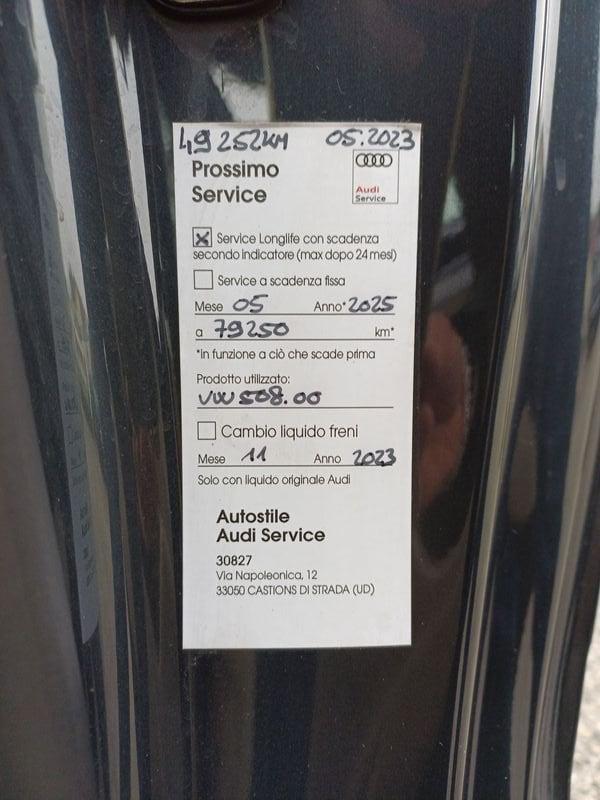 49252KM 05.2023
Prossimo
Service
Audi
Service
Service Longlife con scadenza
secondo indicatore (max dopo 24 mesi)
Service a scadenza fissa
Mese 05 Anno* 2025
a 79250 km*
*in funzione a ciò che scade prima
Prodotto utilizzato:
VW 508.00
Cambio liquido freni
Mese 11 Anno 2023
Solo con liquido originale Audi
Autostile
Audi Service
30827
Via Napoleonica, 12
33050 CASTIONS DI STRADA (UD)